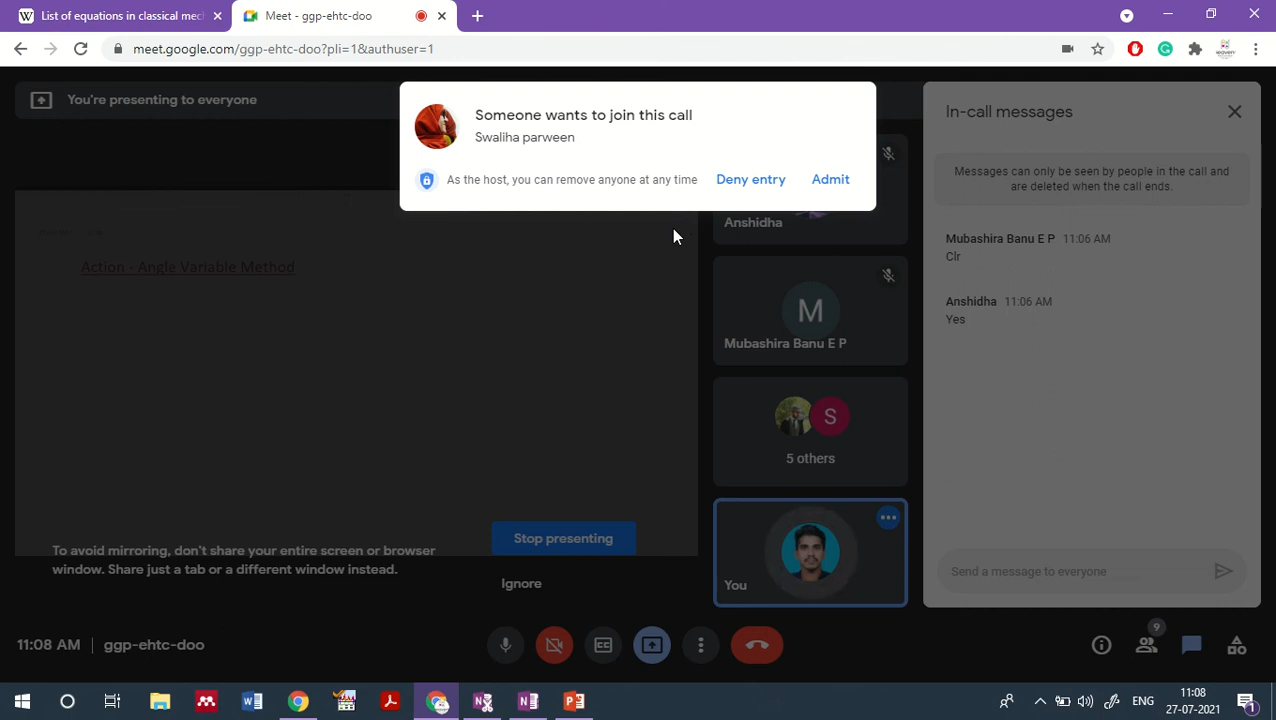 List of equations in classical mec
Meet - ggp-ehtc-doo
meet.google.com/ggp-ehtc-doo?pli=1&authuser=1
You're presenting to everyone
Someone wants to join this call
Swaliha parween
As the host, you can remove anyone at any time
Deny entry
Admit
Action - Angle Variable Method
To avoid mirroring, don't share your entire screen or browser
window. Share just a tab or a different window instead.
Stop presenting
Ignore
Anshidha
M
Mubashira Banu E P
S
5 others
You
In-call messages
Messages can only be seen by people in the call and
are deleted when the call ends.
Mubashira Banu E P 11:06 AM
Clr
Anshidha 11:06 AM
Yes
Send a message to everyone
11:08 AM | ggp-ehtc-doo
9
ENG
11:08
27-07-2021
1